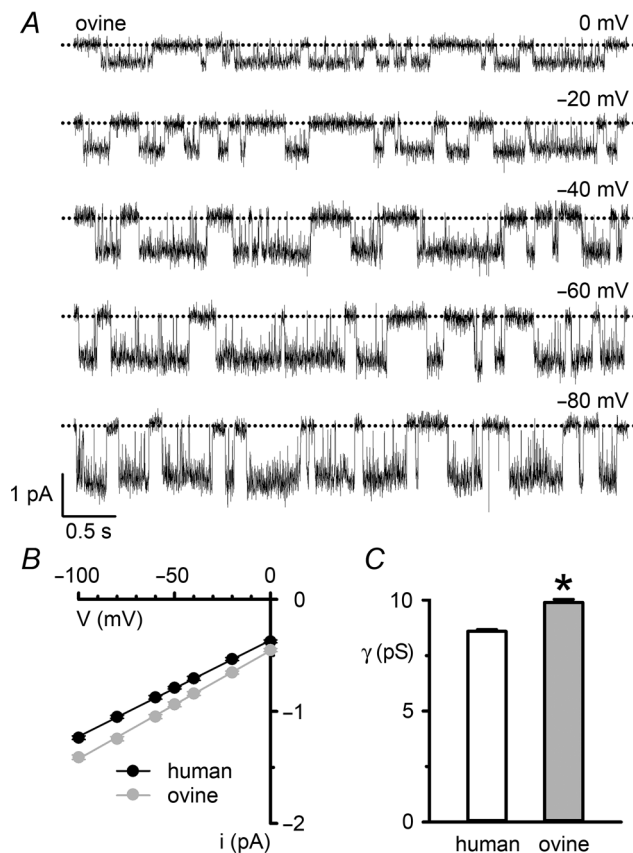 A
ovine
0 mV
–20 mV
–40 mV
–60 mV
–80 mV
1 pA
0.5 s
B
–100 –50 0
V (mV)
0
–1
–2
i (pA)
human
ovine
C
*
10
γ (pS)
5
0
human ovine